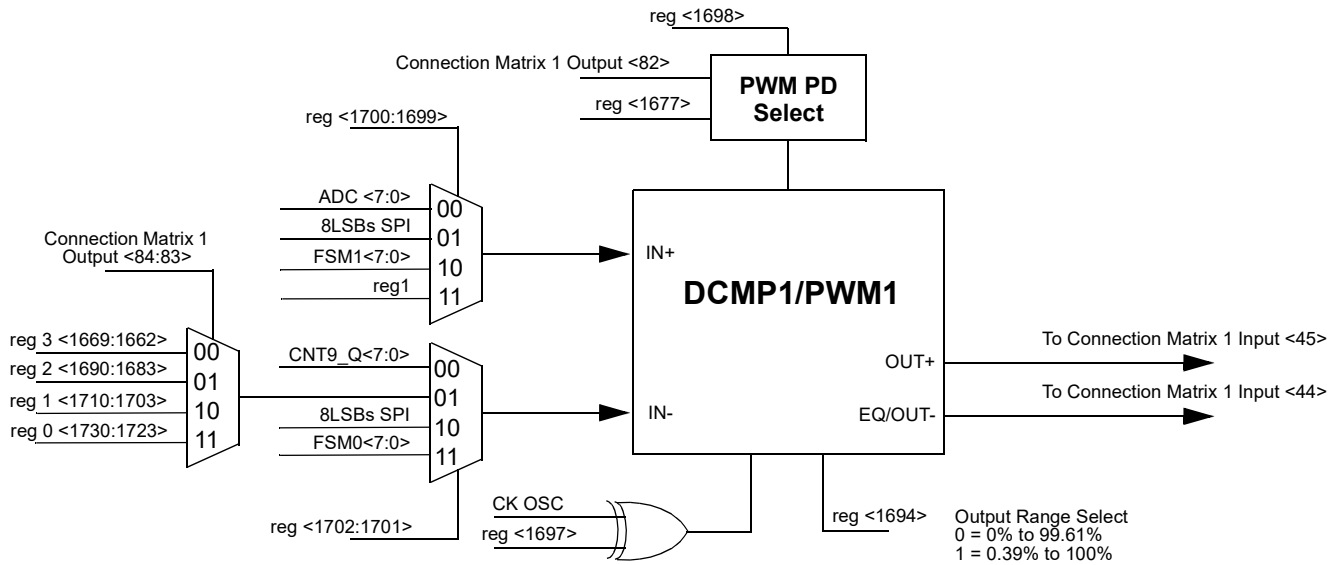 reg <1698>
Connection Matrix 1 Output <82>
reg <1677>
PWM PD
Select
reg <1700:1699>
ADC <7:0>
8LSBs SPI
FSM1<7:0>
reg1
00
01
10
11
Connection Matrix 1
Output <84:83>
reg 3 <1669:1662>
reg 2 <1690:1683>
reg 1 <1710:1703>
reg 0 <1730:1723>
00
01
10
11
CNT9_Q<7:0>
8LSBs SPI
FSM0<7:0>
00
01
10
11
reg <1702:1701>
IN+
IN-
DCMP1/PWM1
OUT+
EQ/OUT-
To Connection Matrix 1 Input <45>
To Connection Matrix 1 Input <44>
CK OSC
reg <1697>
reg <1694>
Output Range Select
0 = 0% to 99.61%
1 = 0.39% to 100%